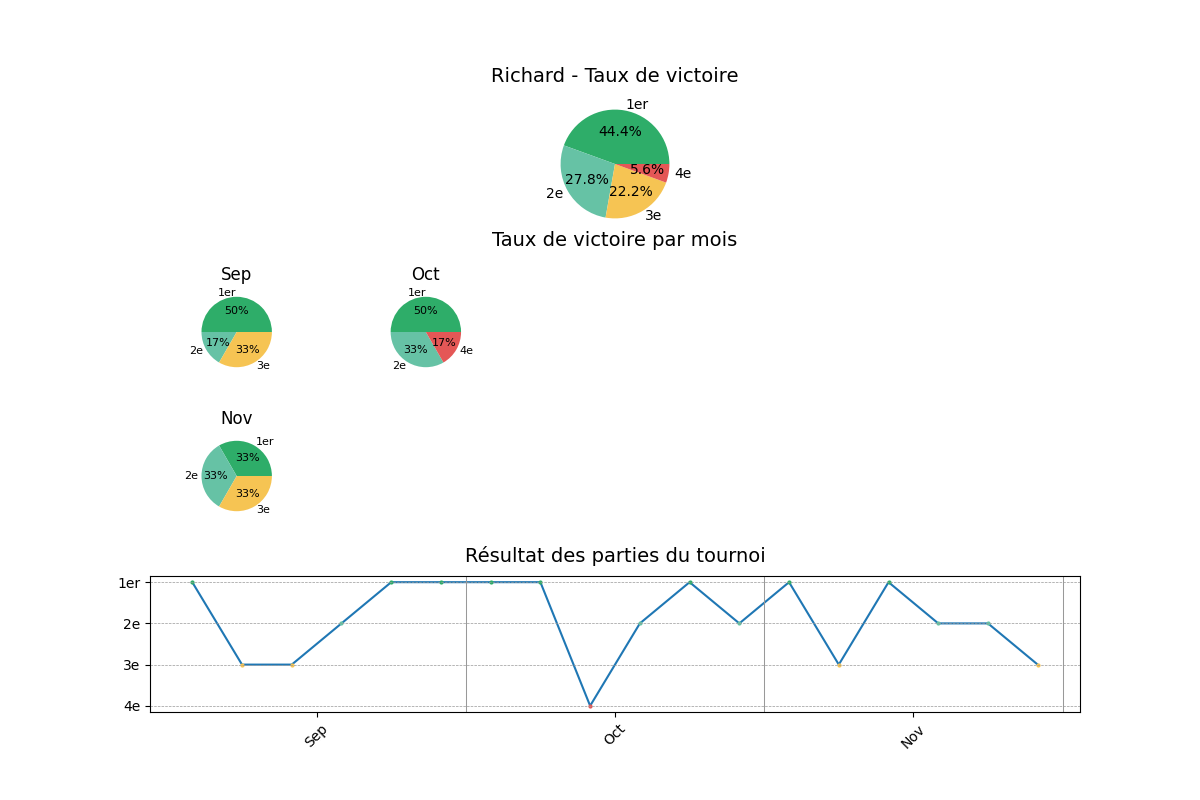 Richard - Taux de victoire
1er
44.4%
5.6%
4e
27.8%
22.2%
2e
3e
Taux de victoire par mois
Sep
1er
50%
17%
33%
2e
3e
Oct
1er
50%
17%
33%
4e
2e
Nov
1er
33%
2e
33%
33%
3e
Résultat des parties du tournoi
1er
2e
3e
4e
Sep
Oct
Nov